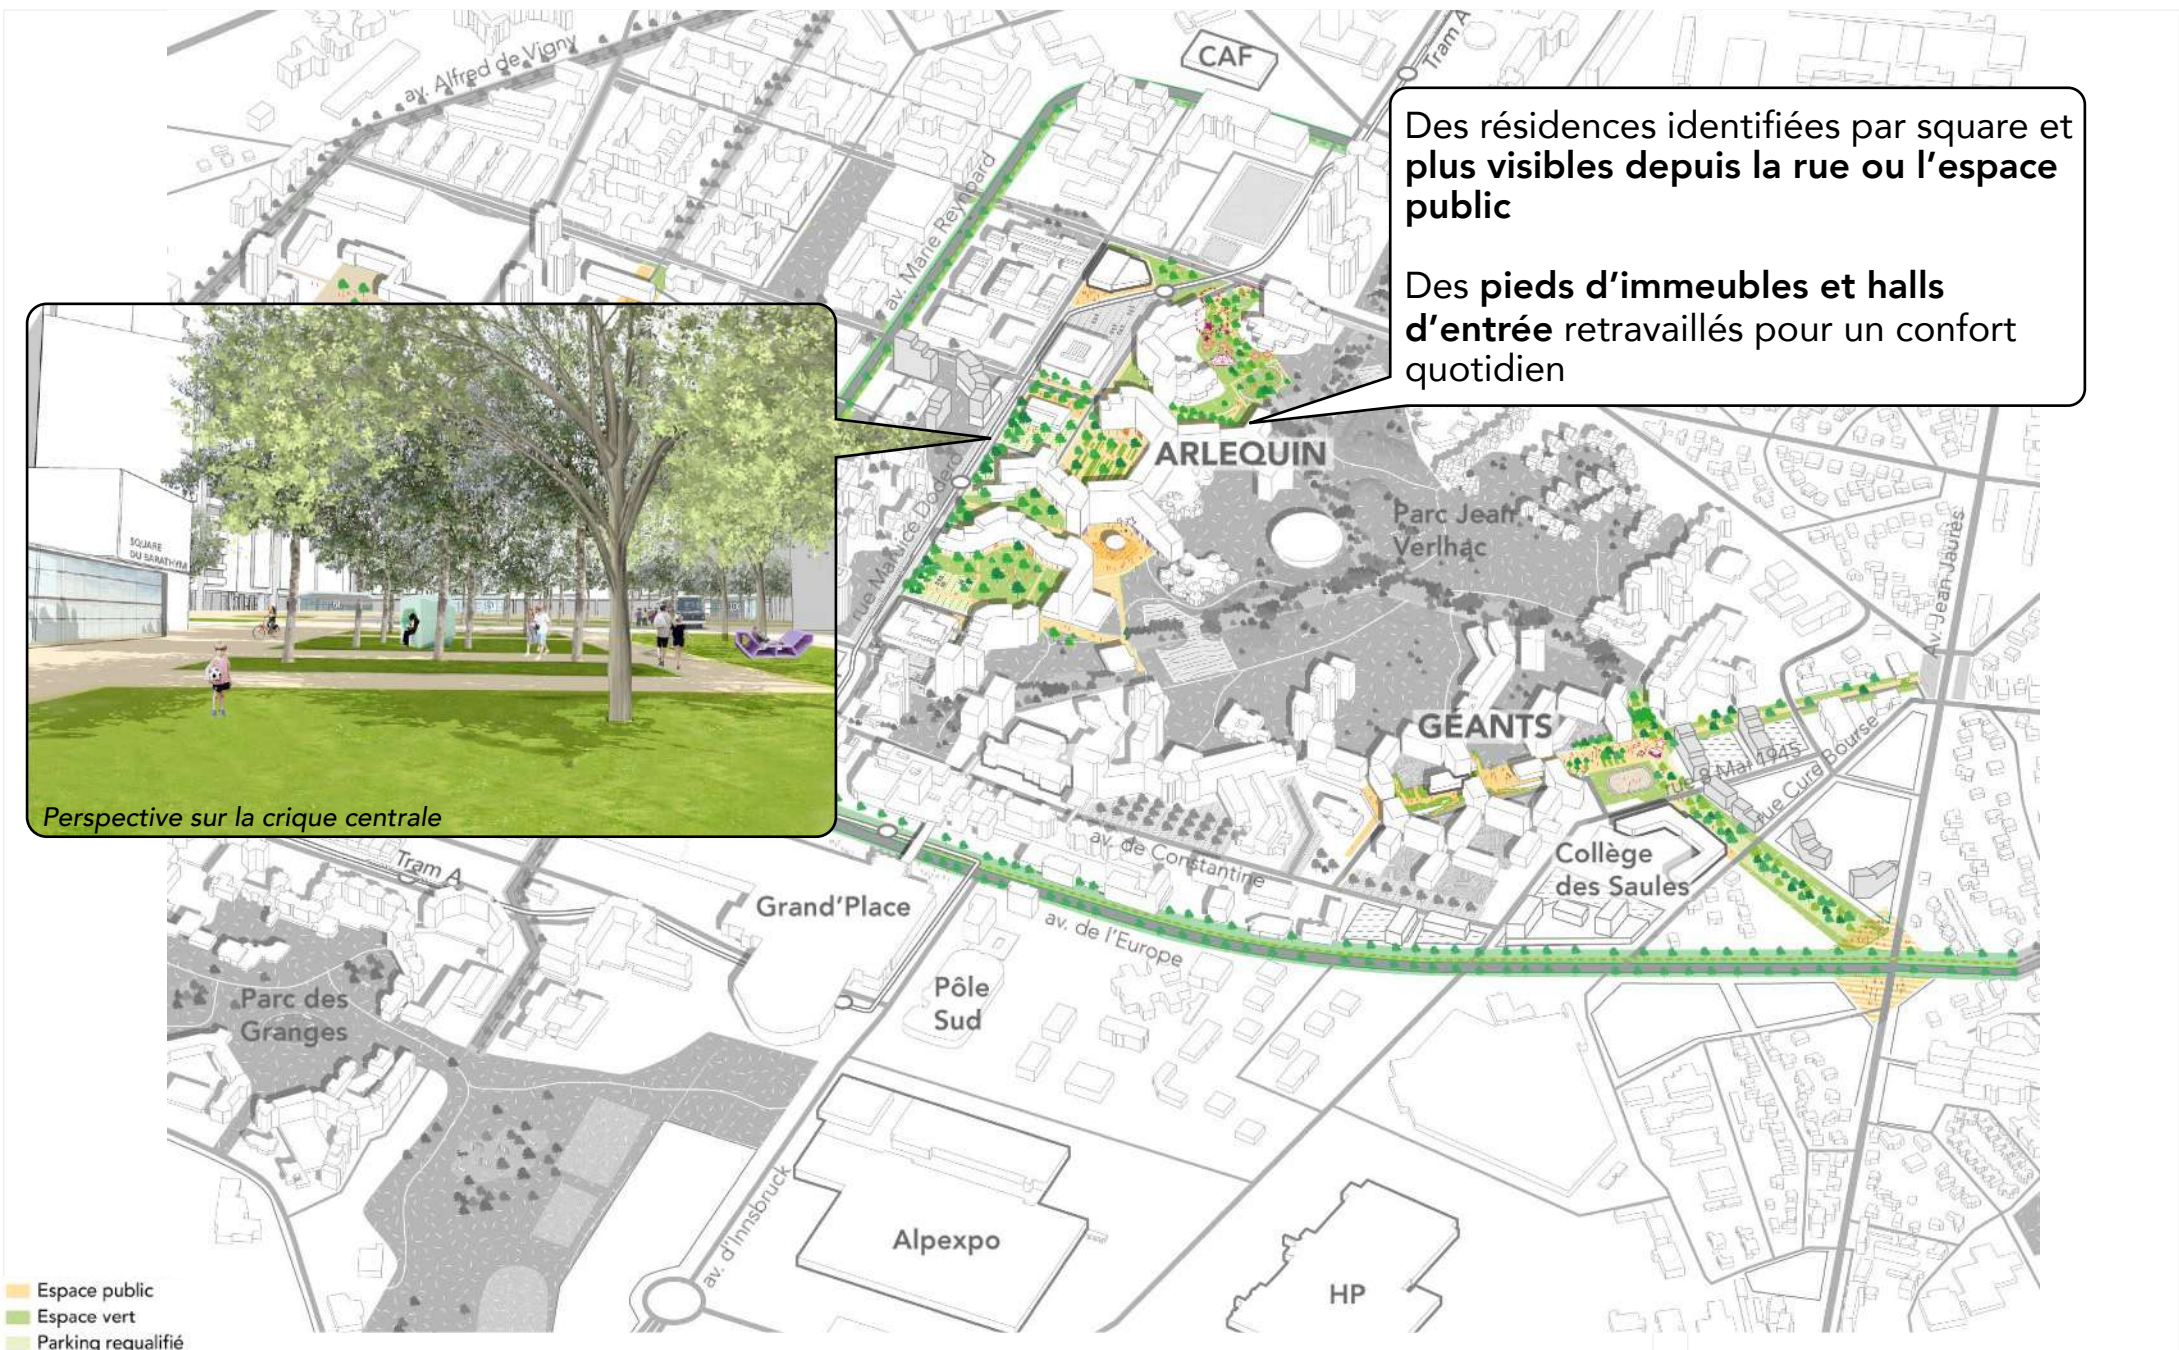 CAF
Tram A
av. Alfred de Vigny
Des résidences identifiées par square et
plus visibles depuis la rue ou l'espace
public
Des pieds d'immeubles et halls
d'entrée retravaillés pour un confort
quotidien
av. Marie Reynoard
ARLEQUIN
rue Maurice Dodero
Parc Jean
Verlhac
Av. Jean Jaurès
SQUARE
DU BARATHYM
Perspective sur la crique centrale
GÉANTS
rue 8 Mai 1945
rue Cure Bourse
av. de Constantine
Collège
des Saules
Tram A
Grand'Place
av. de l'Europe
Pôle
Sud
Parc des
Granges
av. d'Innsbruck
Alpexpo
HP
Espace public
Espace vert
Parking requalifié